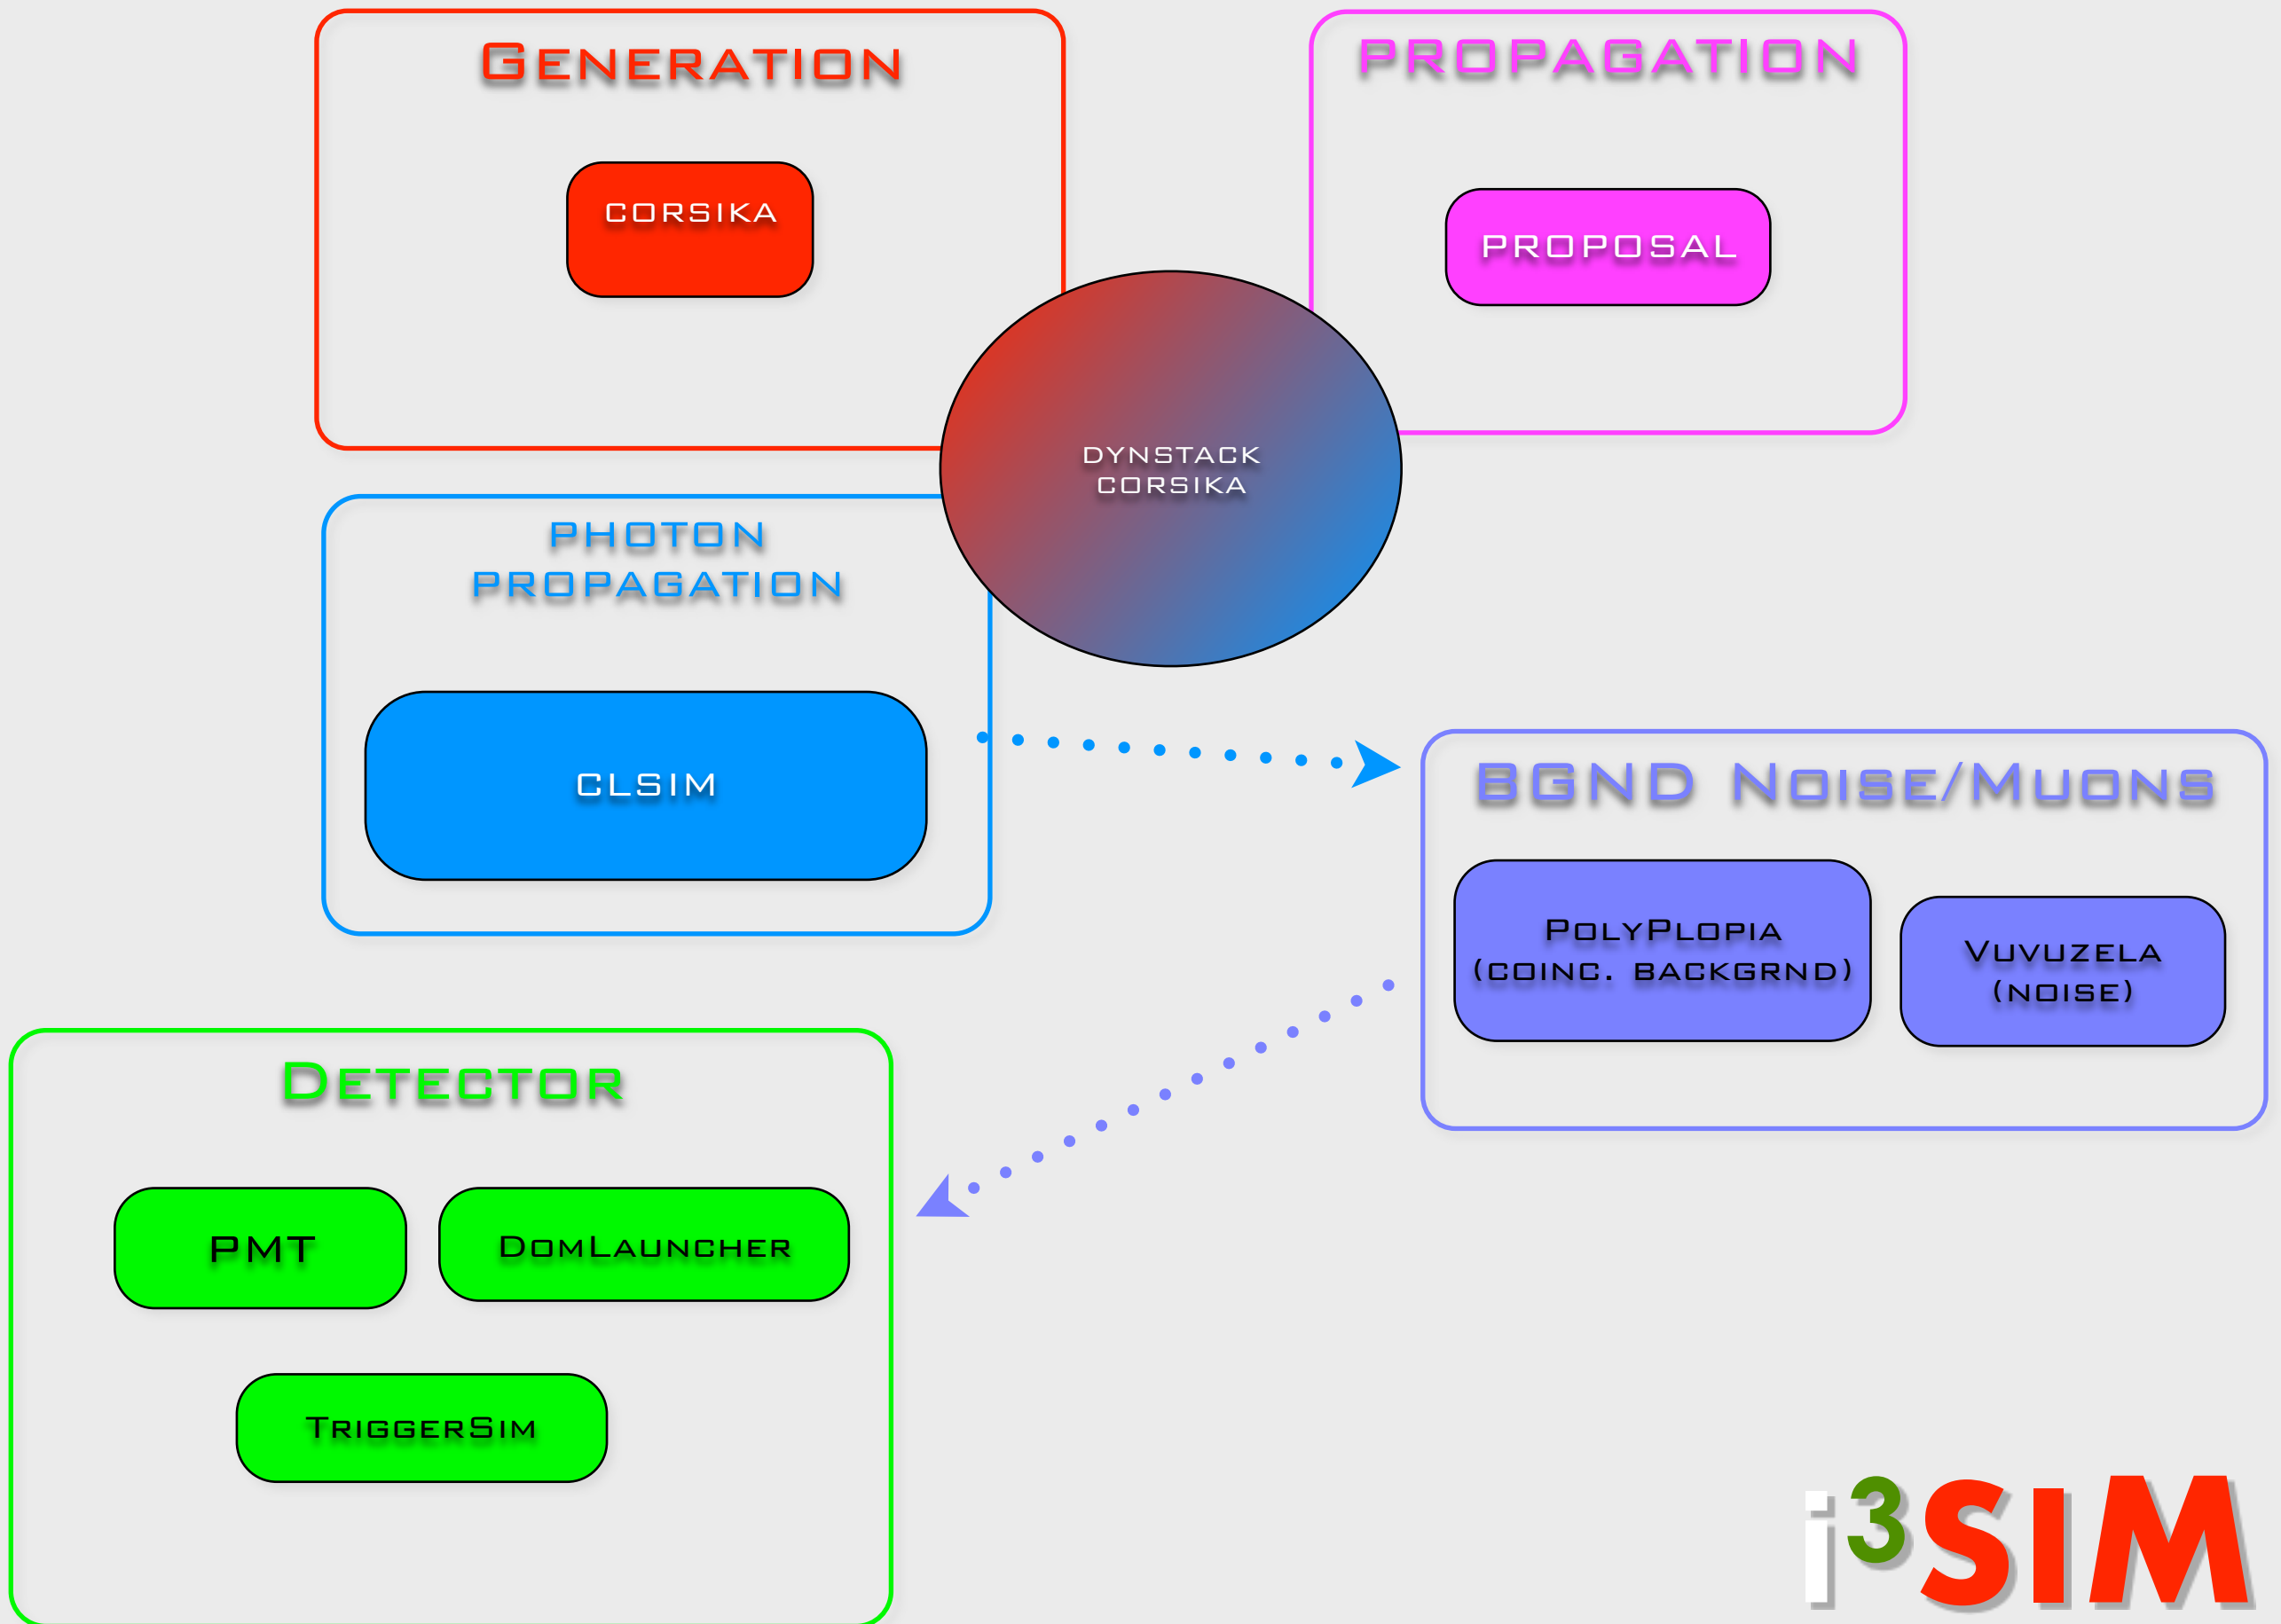 Generation
CORSIKA
PROPAGATION
PROPOSAL
DYNSTACK
CORSIKA
PHOTON
PROPAGATION
CLSIM
BGND Noise/Muons
PolyPlopia
(coinc. backgrnd)
Vuvuzela
(noise)
Detector
PMT
DomLauncher
TriggerSim
i3SIM